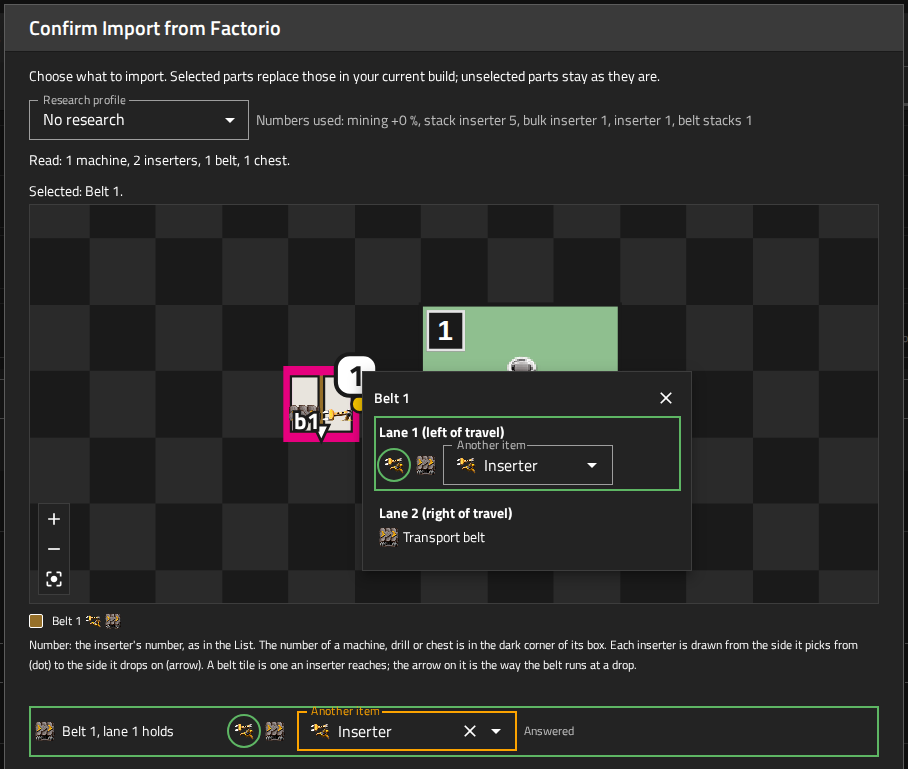 Confirm Import from Factorio
Choose what to import. Selected parts replace those in your current build; unselected parts stay as they are.
Research profile
No research
Numbers used: mining +0 %, stack inserter 5, bulk inserter 1, inserter 1, belt stacks 1
Read: 1 machine, 2 inserters, 1 belt, 1 chest.
Selected: Belt 1.
1
1
b1
Belt 1
Lane 1 (left of travel)
Another item
Inserter
Lane 2 (right of travel)
Transport belt
Belt 1
Number: the inserter's number, as in the List. The number of a machine, drill or chest is in the dark corner of its box. Each inserter is drawn from the side it picks from
(dot) to the side it drops on (arrow). A belt tile is one an inserter reaches; the arrow on it is the way the belt runs at a drop.
Belt 1, lane 1 holds
Another item
Inserter
Answered